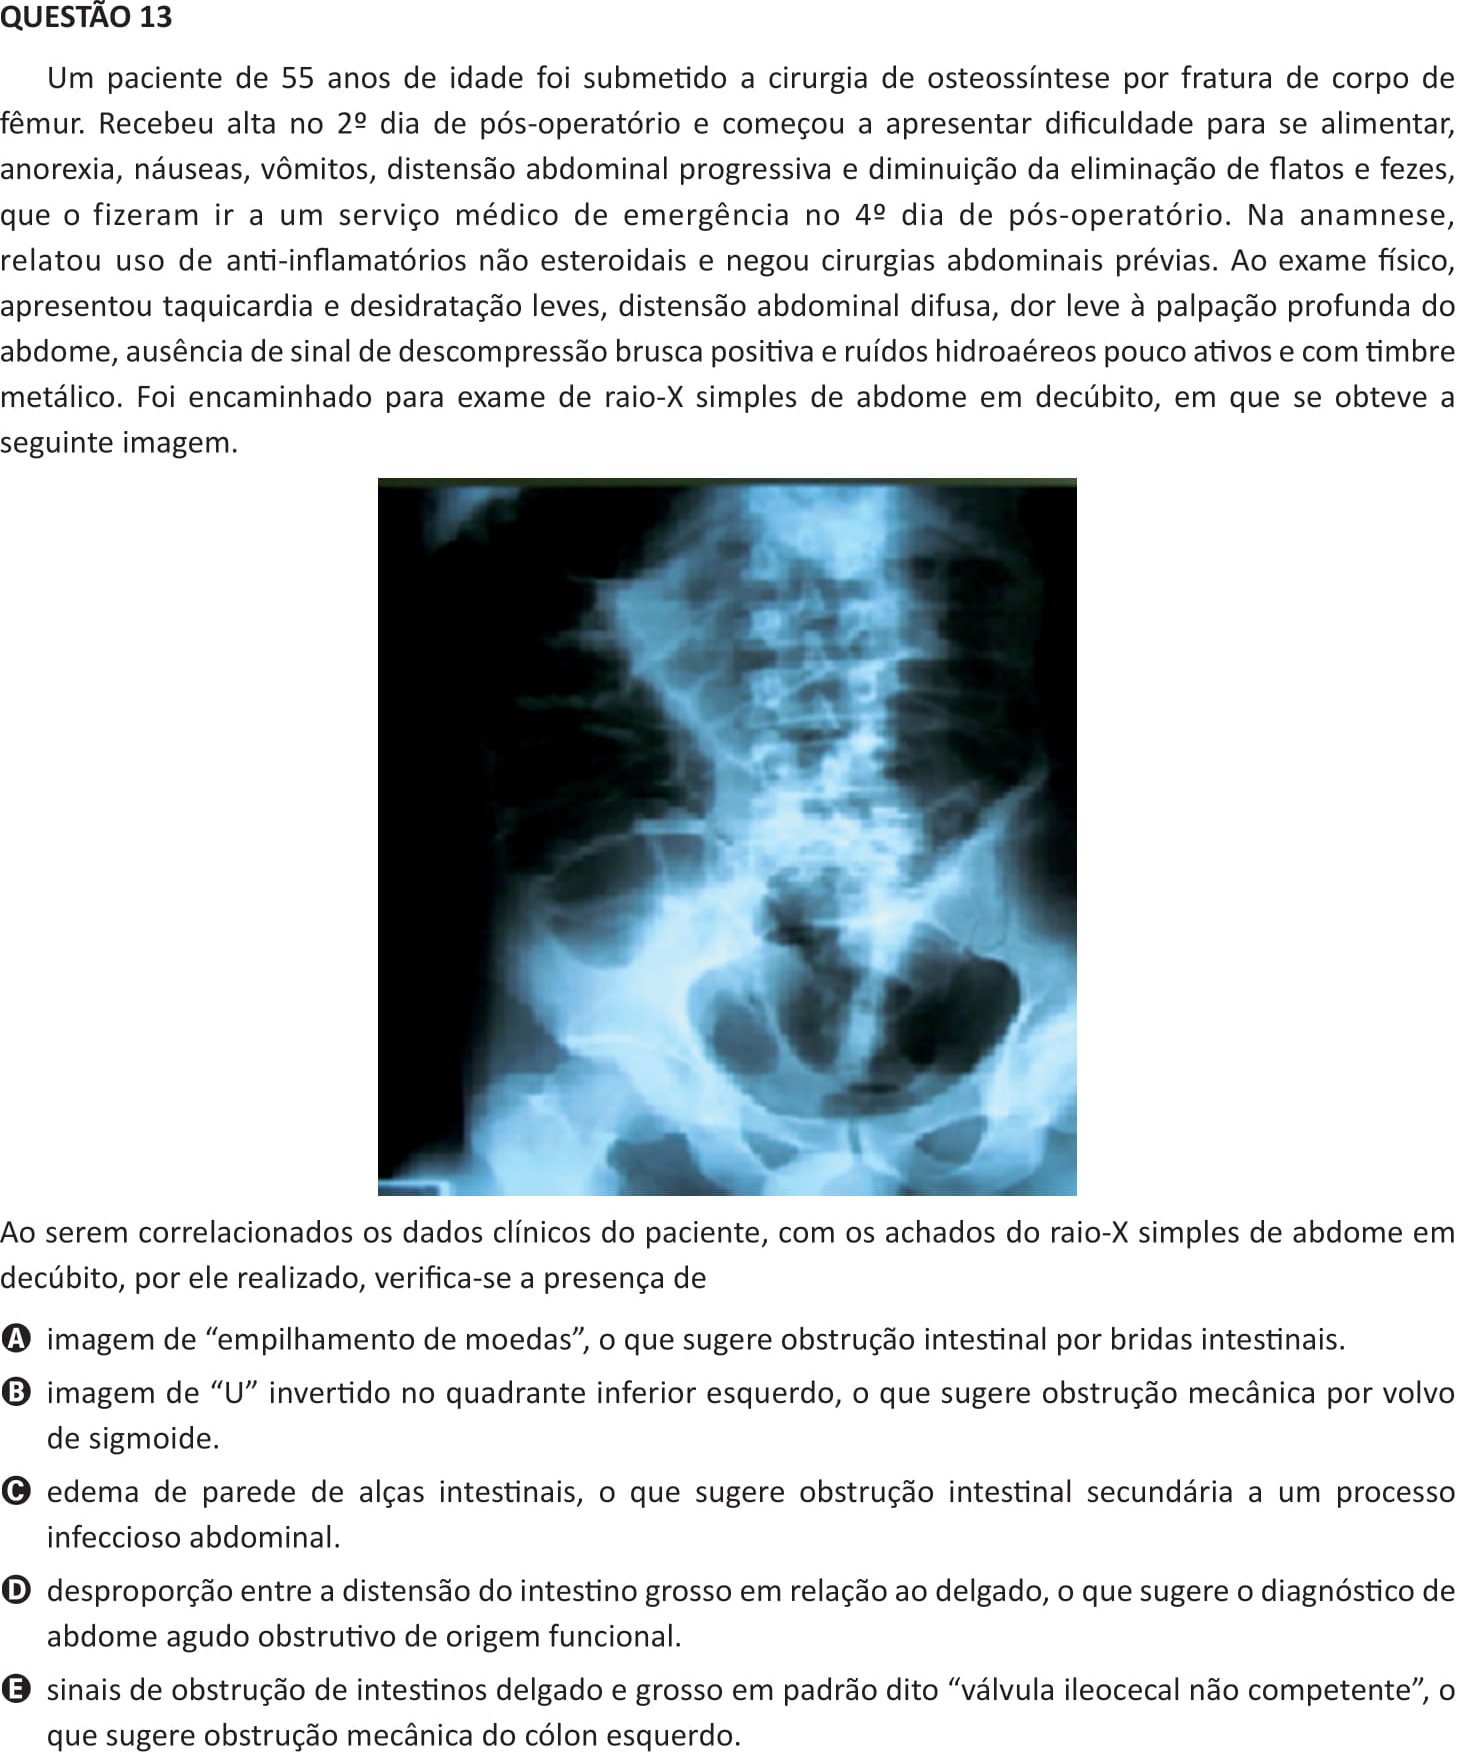 QUESTÃO 13
Um paciente de 55 anos de idade foi submetido a cirurgia de osteossíntese por fratura de corpo de
fêmur. Recebeu alta no 2º dia de pós-operatório e começou a apresentar dificuldade para se alimentar,
anorexia, náuseas, vômitos, distensão abdominal progressiva e diminuição da eliminação de flatos e fezes,
que o fizeram ir a um serviço médico de emergência no 4º dia de pós-operatório. Na anamnese,
relatou uso de anti-inflamatórios não esteroidais e negou cirurgias abdominais prévias. Ao exame físico,
apresentou taquicardia e desidratação leves, distensão abdominal difusa, dor leve à palpação profunda do
abdome, ausência de sinal de descompressão brusca positiva e ruídos hidroaéreos pouco ativos e com timbre
metálico. Foi encaminhado para exame de raio-X simples de abdome em decúbito, em que se obteve a
seguinte imagem.
Ao serem correlacionados os dados clínicos do paciente, com os achados do raio-X simples de abdome em
decúbito, por ele realizado, verifica-se a presença de
A imagem de “empilhamento de moedas”, o que sugere obstrução intestinal por bridas intestinais.
B imagem de “U” invertido no quadrante inferior esquerdo, o que sugere obstrução mecânica por volvo
de sigmoide.
C edema de parede de alças intestinais, o que sugere obstrução intestinal secundária a um processo
infeccioso abdominal.
D desproporção entre a distensão do intestino grosso em relação ao delgado, o que sugere o diagnóstico de
abdome agudo obstrutivo de origem funcional.
E sinais de obstrução de intestinos delgado e grosso em padrão dito “válvula ileocecal não competente”, o
que sugere obstrução mecânica do cólon esquerdo.